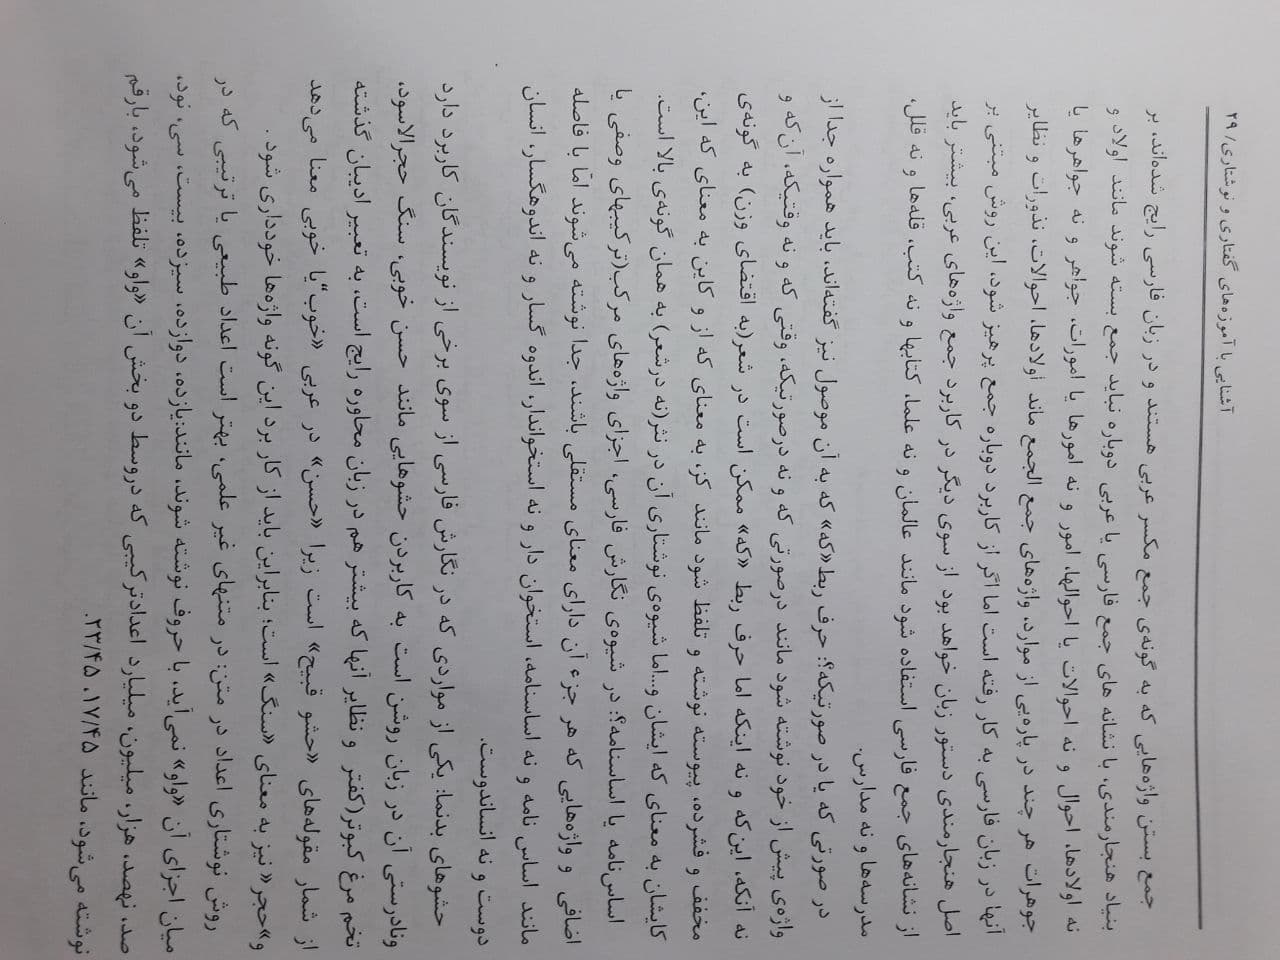 آشنایی با آموزه‌های گفتاری و نوشتاری/ ۲۹
جمع بستن واژه‌هایی که به گونه‌ی جمع مکسر عربی هستند و در زبان فارسی رایج شده‌اند، بر
بنیاد هنجارمندی، با نشانه های جمع فارسی یا عربی دوباره نباید جمع بسته شوند مانند اولاد و
نه اولادها، احوال و نه احوالات یا احوالها، امور و نه امورها یا امورات، جواهر و نه جواهرها یا
جوهرات هر چند در پاره‌یی از موارد، واژه‌های جمع الجمع ماند اولادها، احوالات، نذورات و نظایر
آنها در زبان فارسی به کار رفته است اما اگر از کاربرد دوباره جمع پرهیز شود، این روش مبتنی بر
اصل هنجارمندی دستور زبان خواهد بود از سوی دیگر در کاربرد جمع واژه‌های عربی، بیشتر باید
از نشانه‌های جمع فارسی استفاده شود مانند عالمان و نه علما، کتابها و نه کتب، قله‌ها و نه قلل،
مدرسه‌ها و نه مدارس.
در صورتی که یا در صورتیکه؟: حرف ربط«که» که به آن موصول نیز گفته‌اند، باید همواره جدا از
واژه‌ی پیش از خود نوشته شود مانند درصورتی که و نه درصورتیکه، وقتی که و نه وقتیکه، آن‌که و
نه آنکه، این‌که و نه اینکه اما حرف ربط «که» ممکن است در شعر(به اقتضای وزن) به گونه‌ی
مخفف و فشرده، پیوسته نوشته و تلفظ شود مانند کز، به معنای که از و کاین به معنای که این،
کایشان به معنای که ایشان و...اما شیوه‌ی نوشتاری آن در نثر(نه درشعر) به همان گونه‌ی بالا است.
اساس‌نامه یا اساسنامه؟: در شیوه‌ی نگارش فارسی، اجزای واژه‌های مرکب(ترکیبهای وصفی یا
اضافی و واژه‌هایی که هر جزء آن دارای معنای مستقلی باشند، جدا نوشته می‌شوند امّا با فاصله
مانند اساس نامه و نه اساسنامه، استخوان دار و نه استخواندار، اندوه گسار و نه اندوهگسار، انسان
دوست و نه انساندوست.
حشوهای بدنما: یکی از مواردی که در نگارش فارسی از سوی برخی از نویسندگان کاربرد دارد
ونادرستی آن در زبان روشن است به کاربردن حشوهایی مانند حسن خوبی، سنگ حجرالاسود،
تخم مرغ کبوتر(کفتر و نظایر آنها که بیشتر هم در زبان محاوره رایج است، به تعبیر ادیبان گذشته
از شمار مقوله‌های «حشو قبیح» است زیرا «حسن» در عربی «خوب“یا خوبی معنا می‌دهد
و»حجر« نیز به معنای «سنگ» است؛ بنابراین باید از کار برد این گونه واژه‌ها خودداری شود .
روش نوشتاری اعداد در متن: در متنهای غیر علمی، بهتر است اعداد طبیعی یا ترتیبی که در
میان اجزای آن «واو» نمی‌آید، با حروف نوشته شوند، مانند:یازده، دوازده، سیزده، بیست، سی، نود،
صد، نهصد، هزار، میلیون، میلیارد اعدادترکیبی که دروسط دو بخش آن «واو» تلفظ می‌شود، بارقم
نوشته می‌شود، مانند ۱۷/۴۵، ۲۳/۴۵.